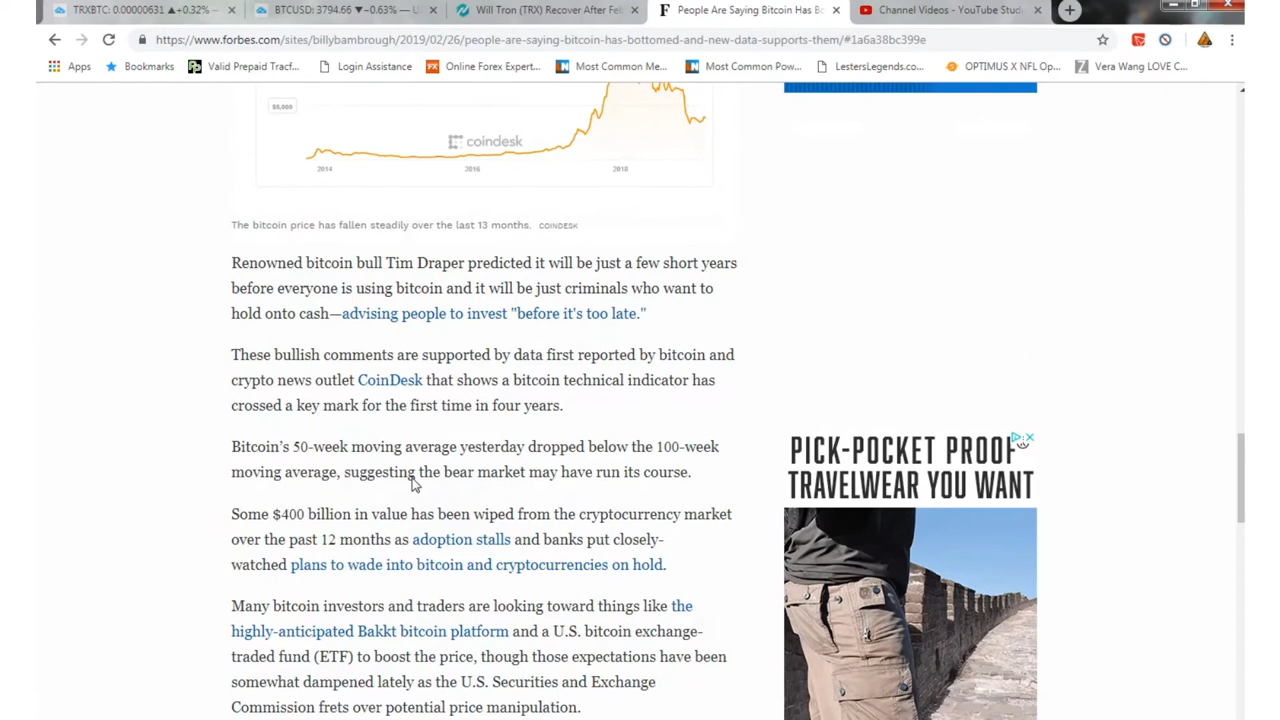 TRXBTC: 0.00000631 ▲+0.32% –
BTCUSD: 3794.66 ▼−0.63% — U
Will Tron (TRX) Recover After Feb
People Are Saying Bitcoin Has Bo
Channel Videos - YouTube Studi
https://www.forbes.com/sites/billybambrough/2019/02/26/people-are-saying-bitcoin-has-bottomed-and-new-data-supports-them/#1a6a38bc399e
Apps
Bookmarks
Valid Prepaid Tracf...
Login Assistance
Online Forex Expert...
Most Common Me...
Most Common Pow...
LestersLegends.co...
OPTIMUS X NFL Op...
Vera Wang LOVE C...
$5,000
coindesk
2014 2016 2018
The bitcoin price has fallen steadily over the last 13 months. COINDESK
Renowned bitcoin bull Tim Draper predicted it will be just a few short years
before everyone is using bitcoin and it will be just criminals who want to
hold onto cash—advising people to invest "before it's too late."
These bullish comments are supported by data first reported by bitcoin and
crypto news outlet CoinDesk that shows a bitcoin technical indicator has
crossed a key mark for the first time in four years.
Bitcoin's 50-week moving average yesterday dropped below the 100-week
moving average, suggesting the bear market may have run its course.
Some $400 billion in value has been wiped from the cryptocurrency market
over the past 12 months as adoption stalls and banks put closely-
watched plans to wade into bitcoin and cryptocurrencies on hold.
Many bitcoin investors and traders are looking toward things like the
highly-anticipated Bakkt bitcoin platform and a U.S. bitcoin exchange-
traded fund (ETF) to boost the price, though those expectations have been
somewhat dampened lately as the U.S. Securities and Exchange
Commission frets over potential price manipulation.
PICK-POCKET PROOF
TRAVELWEAR YOU WANT